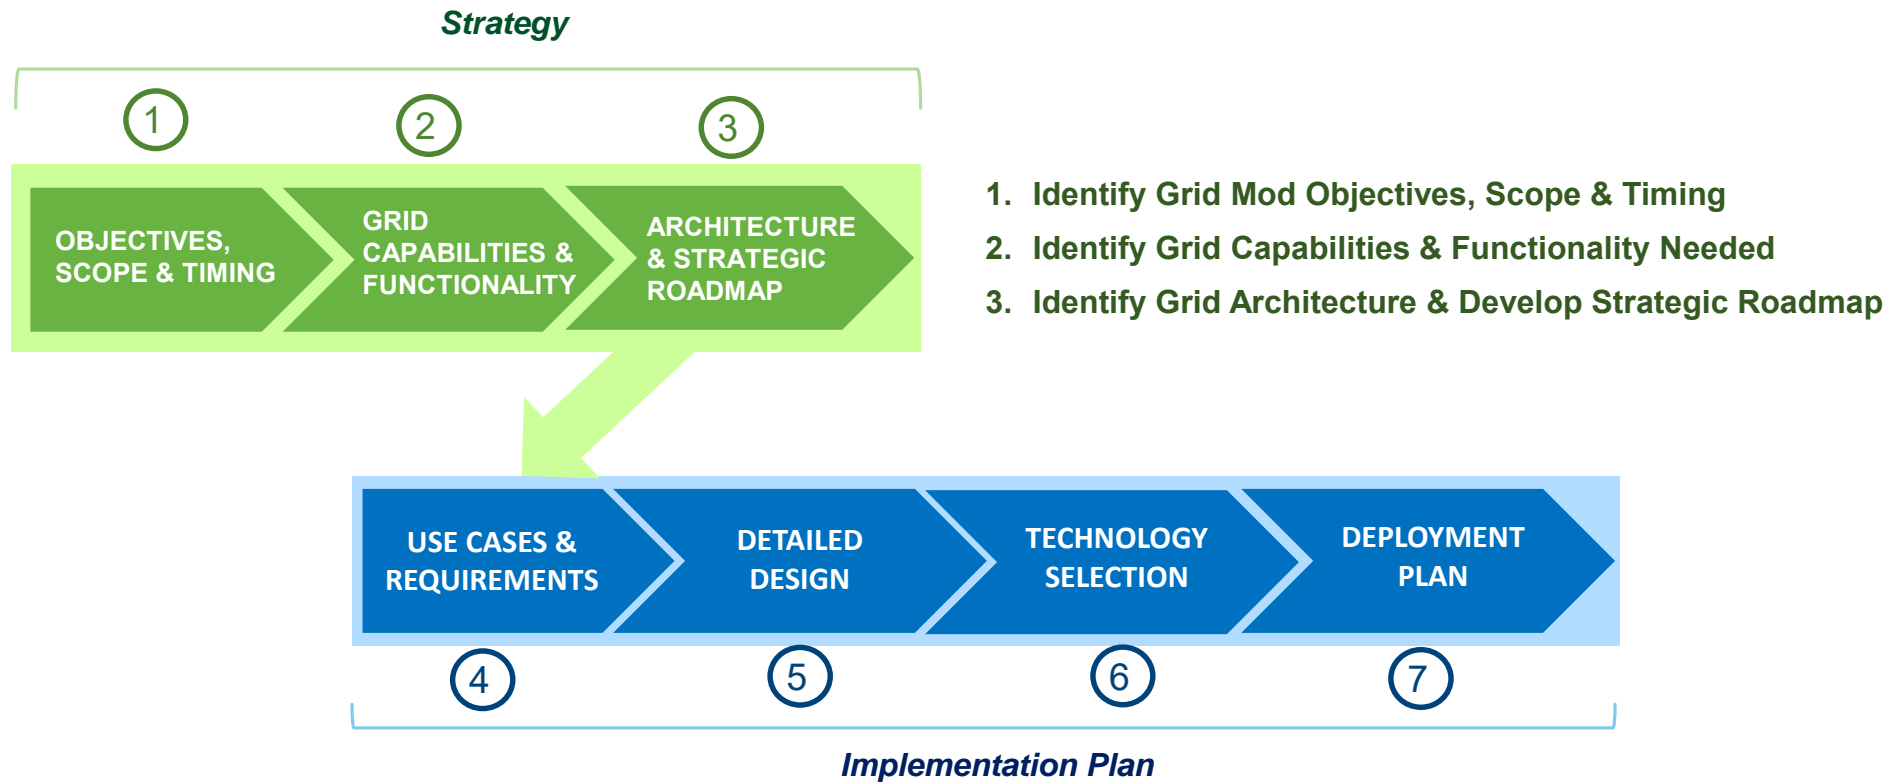 Strategy
1
2
3
OBJECTIVES,
SCOPE & TIMING
GRID
CAPABILITIES &
FUNCTIONALITY
ARCHITECTURE
& STRATEGIC
ROADMAP
1. Identify Grid Mod Objectives, Scope & Timing
2. Identify Grid Capabilities & Functionality Needed
3. Identify Grid Architecture & Develop Strategic Roadmap
USE CASES &
REQUIREMENTS
DETAILED
DESIGN
TECHNOLOGY
SELECTION
DEPLOYMENT
PLAN
4
5
6
7
Implementation Plan